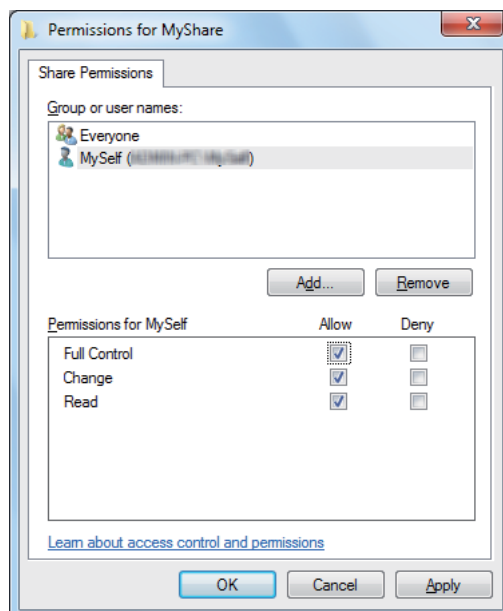 Permissions for MyShare
Share Permissions
Group or user names:
Everyone
MySelf ( )
Add... Remove
Permissions for MySelf Allow Deny
Full Control
Change
Read
Learn about access control and permissions
OK Cancel Apply